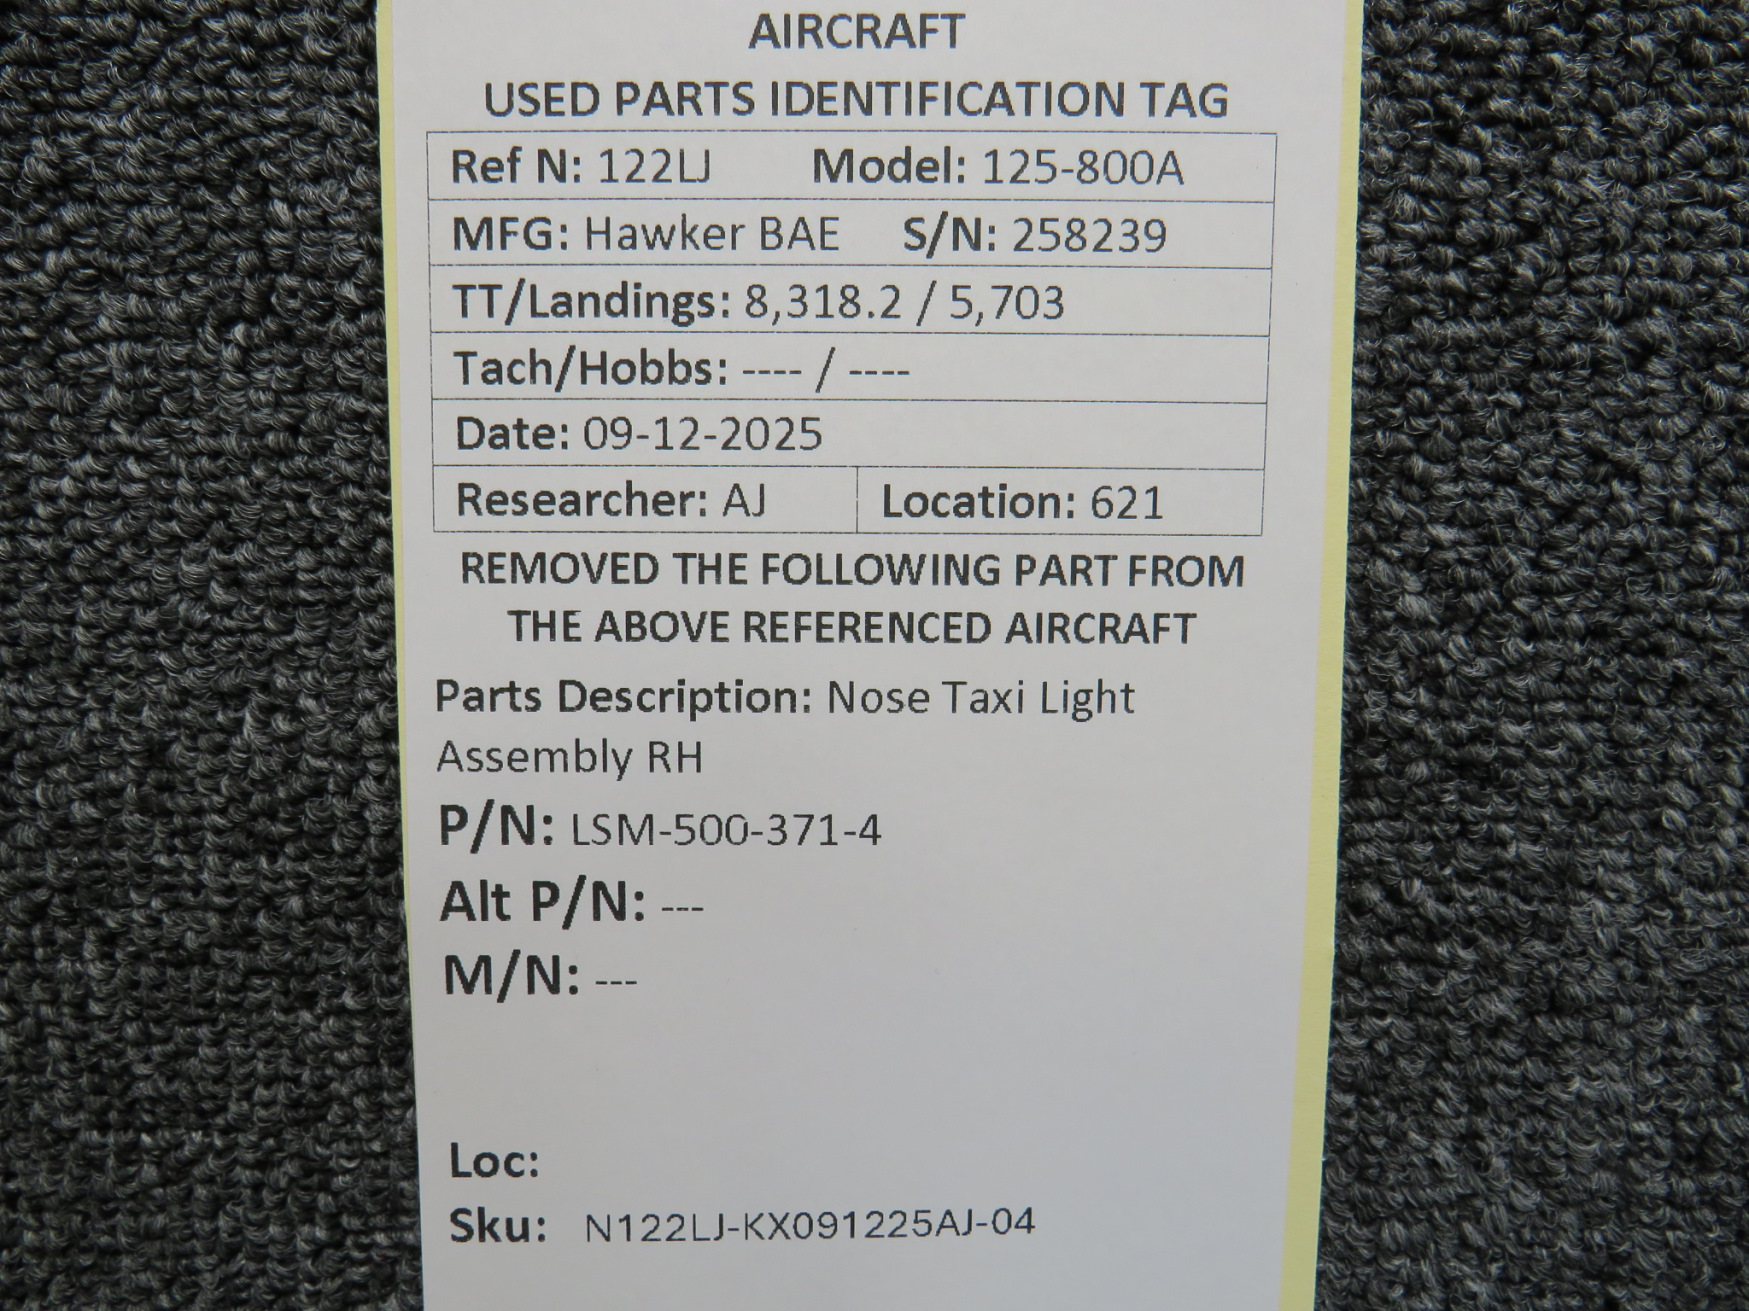 AIRCRAFT
USED PARTS IDENTIFICATION TAG
Ref N: 122LJ Model: 125-800A
MFG: Hawker BAE S/N: 258239
TT/Landings: 8,318.2 / 5,703
Tach/Hobbs: ---- / ----
Date: 09-12-2025
Researcher: AJ Location: 621
REMOVED THE FOLLOWING PART FROM
THE ABOVE REFERENCED AIRCRAFT
Parts Description: Nose Taxi Light
Assembly RH
P/N: LSM-500-371-4
Alt P/N: ---
M/N: ---
Loc:
Sku: N122LJ-KX091225AJ-04